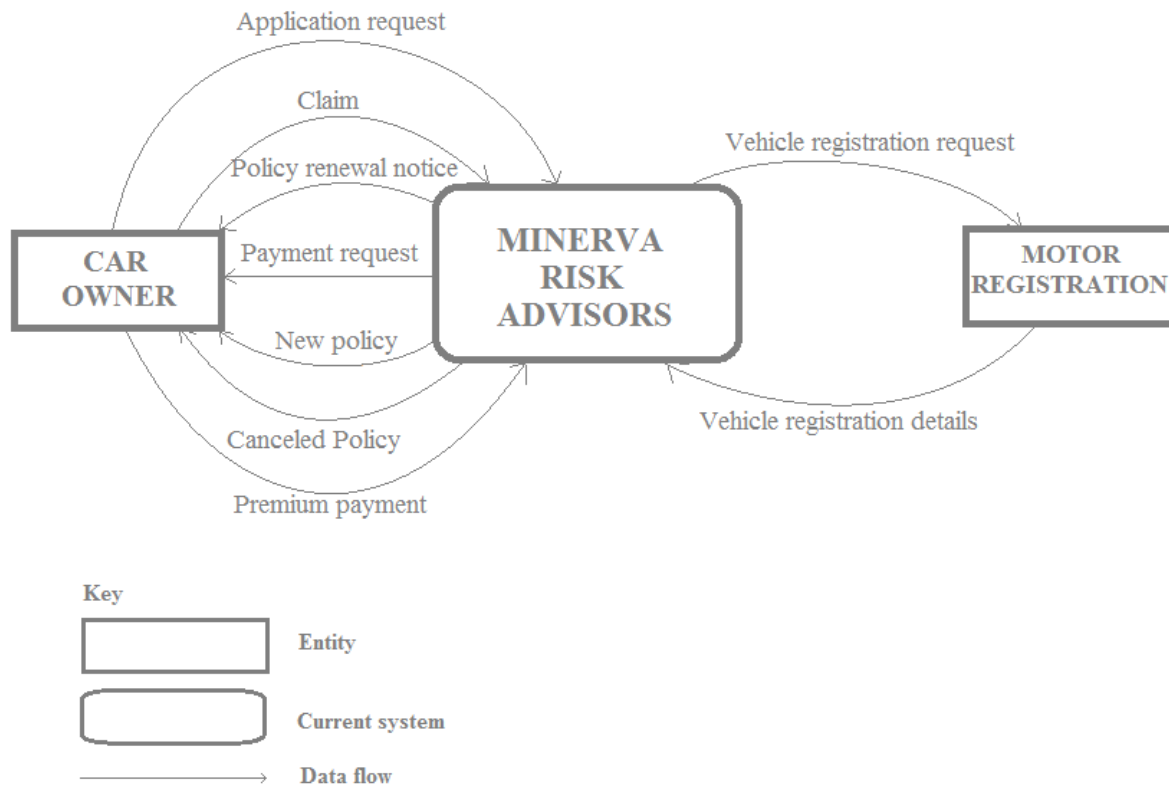 Application request
Claim
Policy renewal notice
Payment request
New policy
Canceled Policy
Premium payment
CAR
OWNER
MINERVA
RISK
ADVISORS
Vehicle registration request
MOTOR
REGISTRATION
Vehicle registration details
Key
Entity
Current system
Data flow